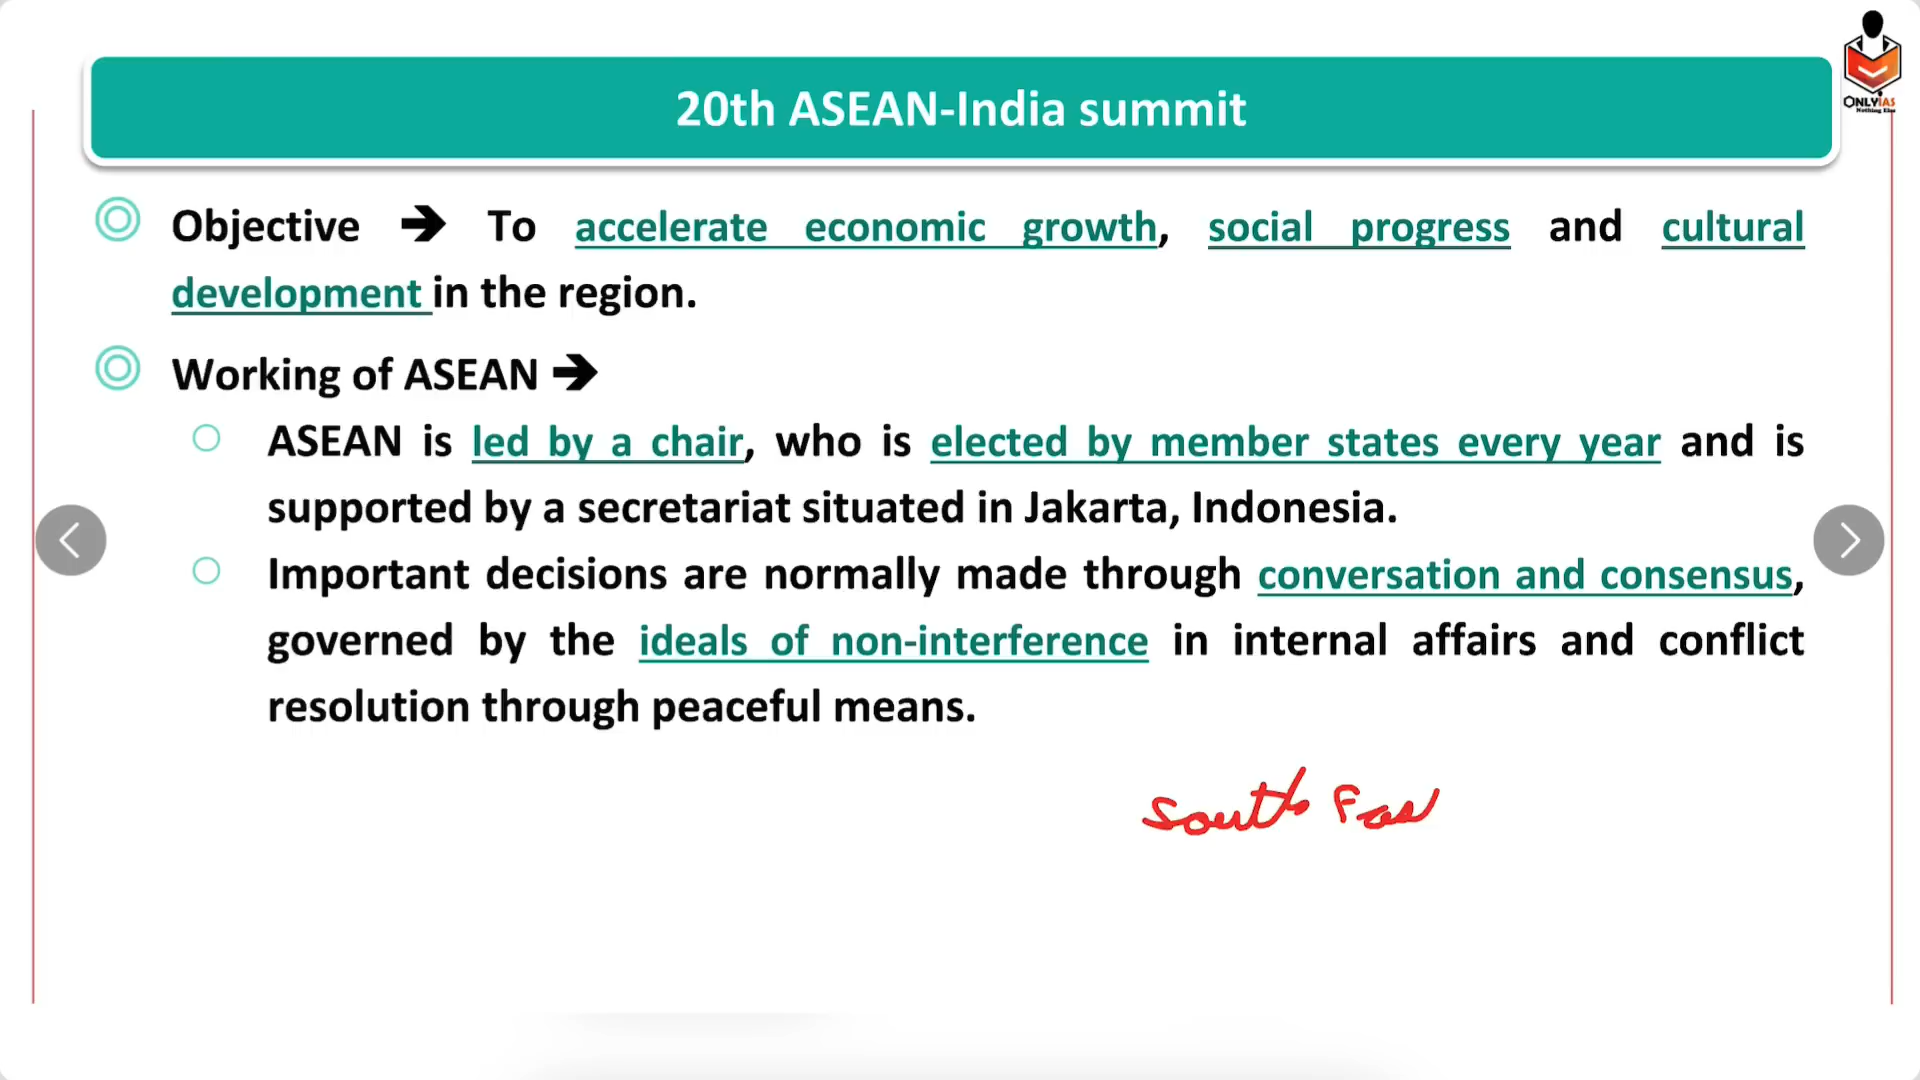 20th ASEAN-India summit
ONLYIAS
Nothing Else
Objective ➔ To accelerate economic growth, social progress and cultural
development in the region.
Working of ASEAN ➔
ASEAN is led by a chair, who is elected by member states every year and is
supported by a secretariat situated in Jakarta, Indonesia.
Important decisions are normally made through conversation and consensus,
governed by the ideals of non-interference in internal affairs and conflict
resolution through peaceful means.
South Eas